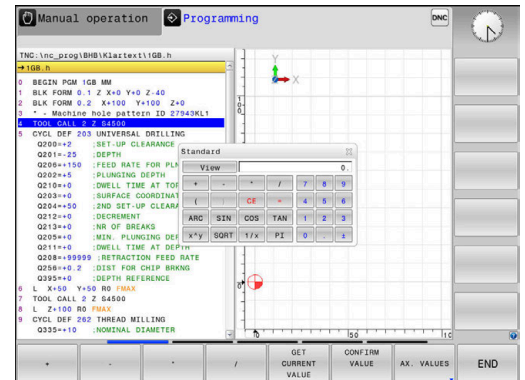 Manual operation
Programming
DNC
TNC:\nc_prog\BHB\Klartext\1GB.h
→1GB.h
0 BEGIN PGM 1GB MM
1 BLK FORM 0.1 Z X+0 Y+0 Z-40
2 BLK FORM 0.2 X+100 Y+100 Z+0
3 * - Machine hole pattern ID 27943KL1
4 TOOL CALL 2 Z S4500
5 CYCL DEF 203 UNIVERSAL DRILLING
Q200=+2 ;SET-UP CLEARANCE
Q201=-25 ;DEPTH
Q206=+150 ;FEED RATE FOR PLN
Q202=+5 ;PLUNGING DEPTH
Q210=+0 ;DWELL TIME AT TOP
Q203=+0 ;SURFACE COORDINAT
Q204=+50 ;2ND SET-UP CLEARA
Q212=+0 ;DECREMENT
Q213=+0 ;NR OF BREAKS
Q205=+0 ;MIN. PLUNGING DEP
Q211=+0 ;DWELL TIME AT DEPTH
Q208=+99999 ;RETRACTION FEED RATE
Q256=+0.2 ;DIST FOR CHIP BRKNG
Q395=+0 ;DEPTH REFERENCE
6 L X+50 Y+50 R0 FMAX
7 TOOL CALL 2 Z S4500
8 L Z+100 R0 FMAX
9 CYCL DEF 262 THREAD MILLING
Q335=+10 ;NOMINAL DIAMETER
Y
X
Standard
View 0.
+ - * / 7 8 9
( ) CE = 4 5 6
ARC SIN COS TAN 1 2 3
x^y SQRT 1/x PI 0 . ±
50
+ - * / GET CURRENT VALUE CONFIRM VALUE AX. VALUES END